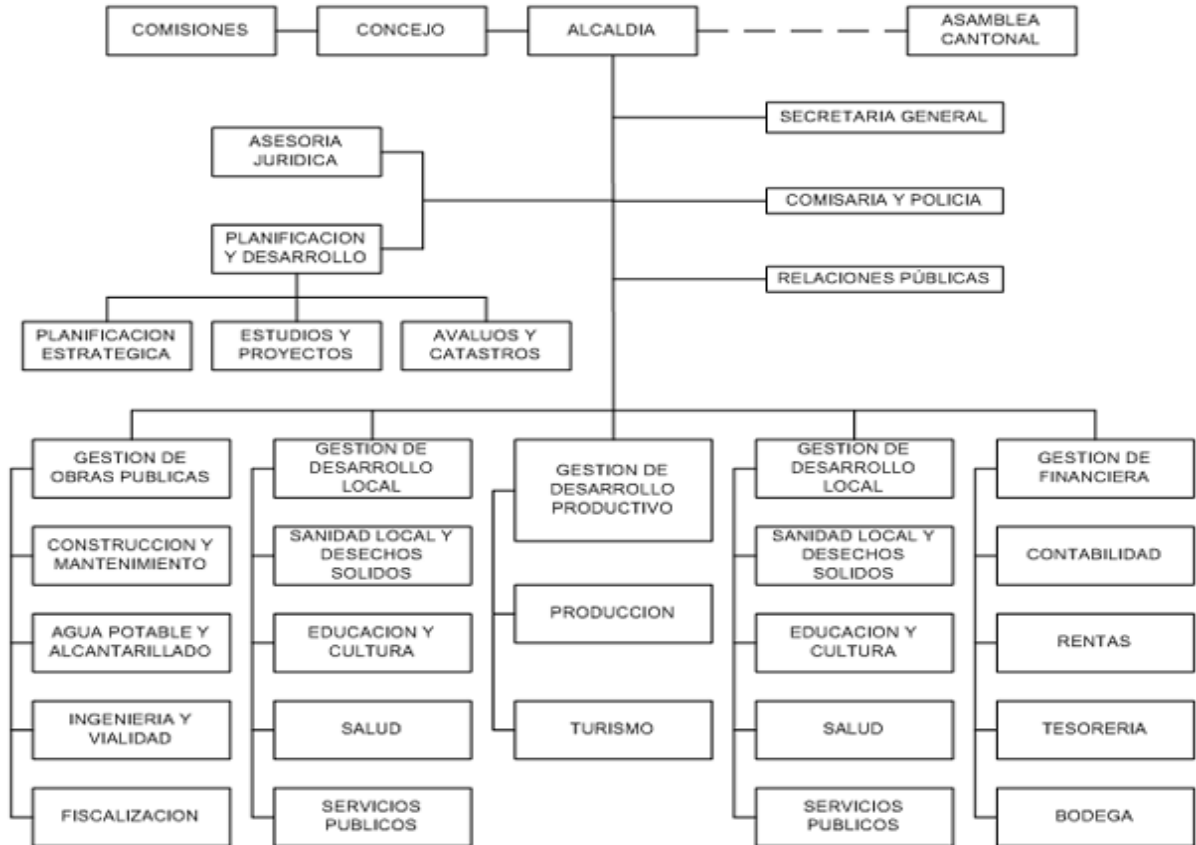 COMISIONES
CONCEJO
ALCALDIA
ASAMBLEA
CANTONAL
SECRETARIA GENERAL
ASESORIA
JURIDICA
COMISARIA Y POLICIA
PLANIFICACION
Y DESARROLLO
RELACIONES PÚBLICAS
PLANIFICACION
ESTRATEGICA
ESTUDIOS Y
PROYECTOS
AVALUOS Y
CATASTROS
GESTION DE
OBRAS PUBLICAS
CONSTRUCCION Y
MANTENIMIENTO
AGUA POTABLE Y
ALCANTARILLADO
INGENIERIA Y
VIALIDAD
FISCALIZACION
GESTION DE
DESARROLLO
LOCAL
SANIDAD LOCAL Y
DESECHOS
SOLIDOS
EDUCACION Y
CULTURA
SALUD
SERVICIOS
PUBLICOS
GESTION DE
DESARROLLO
PRODUCTIVO
PRODUCCION
TURISMO
GESTION DE
DESARROLLO
LOCAL
SANIDAD LOCAL Y
DESECHOS
SOLIDOS
EDUCACION Y
CULTURA
SALUD
SERVICIOS
PUBLICOS
GESTION DE
FINANCIERA
CONTABILIDAD
RENTAS
TESORERIA
BODEGA